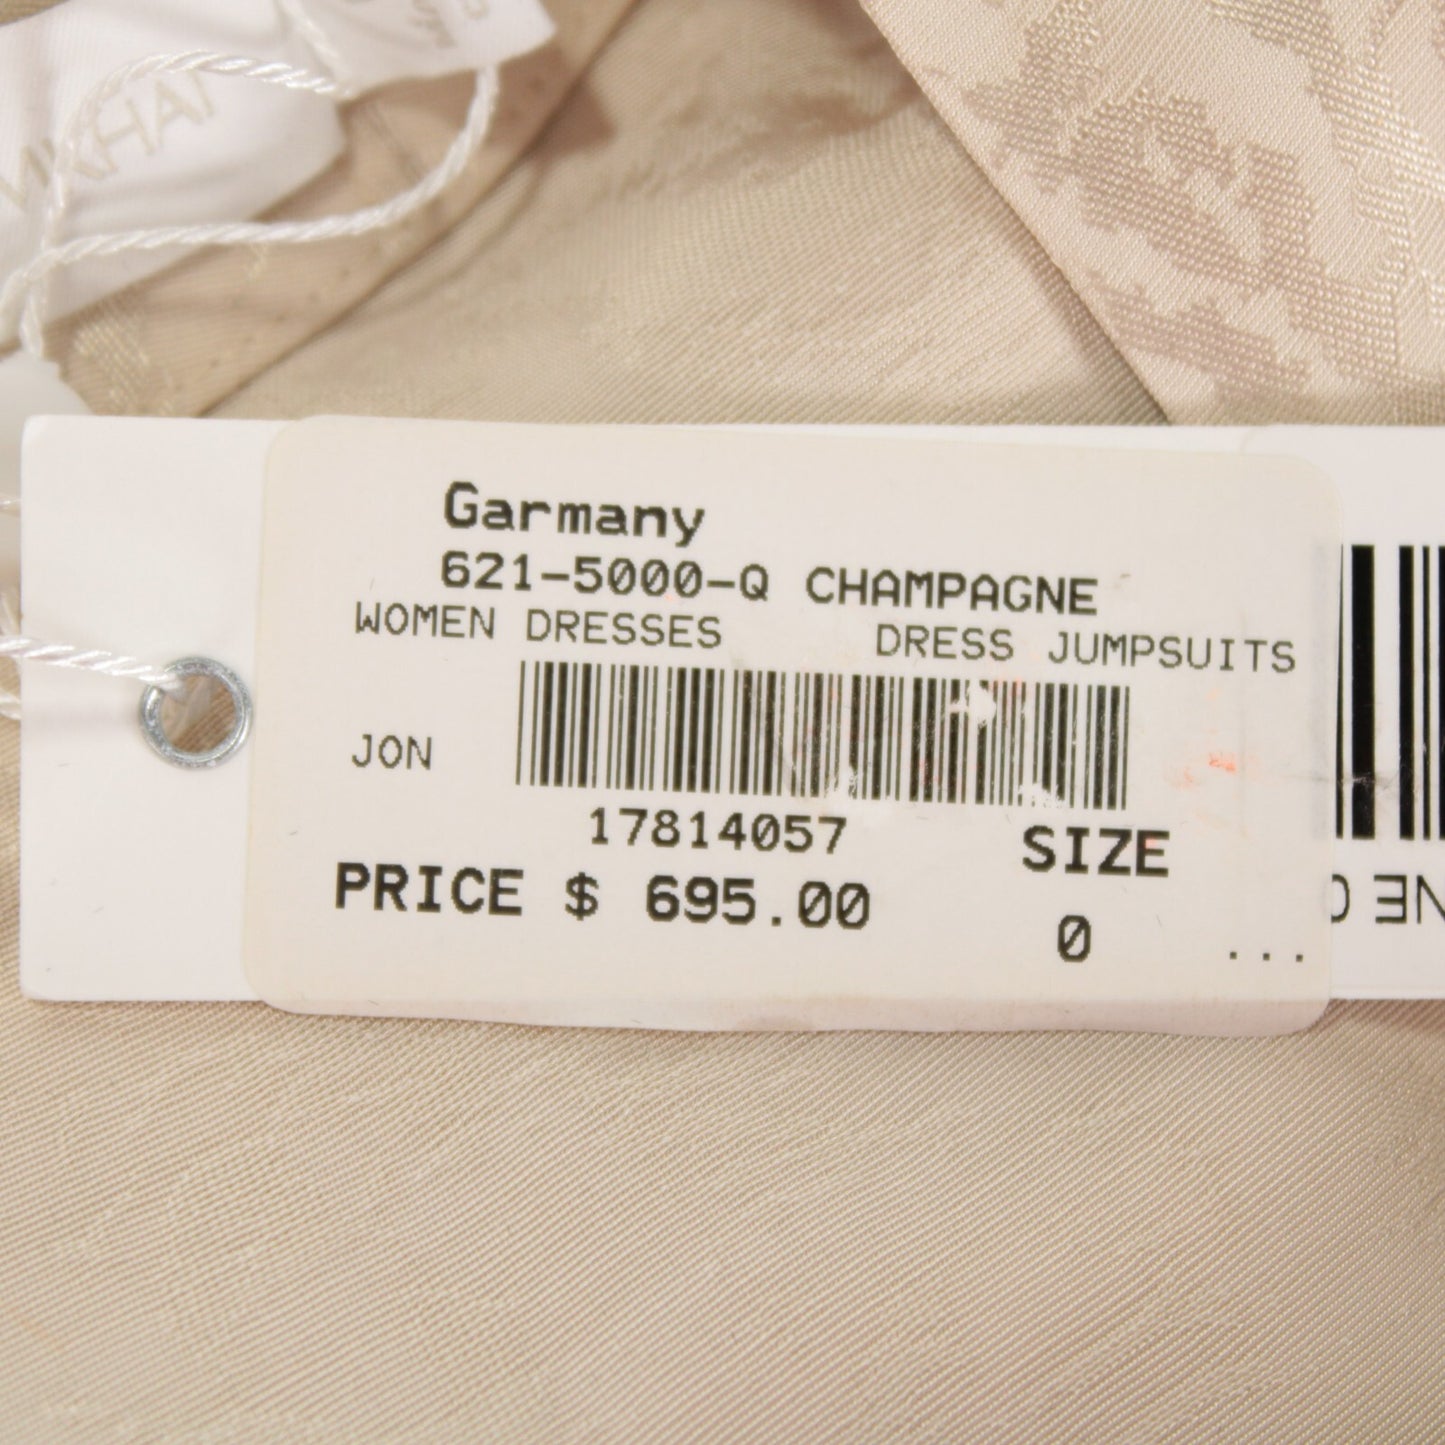 Garmany
621-5000-Q CHAMPAGNE
WOMEN DRESSES DRESS JUMPSUITS
JON
17814057
SIZE
PRICE $ 695.00
0
...